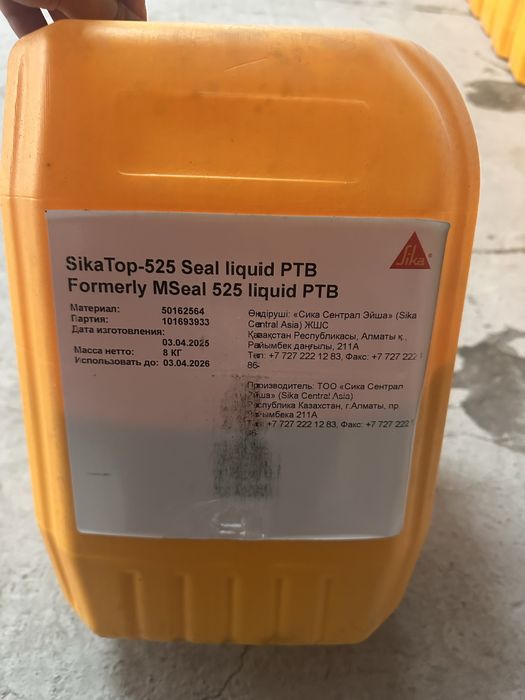 Sika
SikaTop-525 Seal liquid PTB
Formerly MSeal 525 liquid PTB
Материал: 50162564
Партия: 101693933
Дата изготовления:
03.04.2025
Масса нетто: 8 КГ
Использовать до: 03.04.2026
Өндіруші: «Сика Сентрал Эйша» (Sika
Central Asia) ЖШС
Қазақстан Республикасы, Алматы қ.,
Райымбек даңғылы, 211А
Тел: +7 727 222 12 83, Факс: +7 727 222
86-
Производитель: ТОО «Сика Сентрал
Эйша» (Sika Central Asia)
Республика Казахстан, г.Алматы, пр.
Райымбека 211А
+7 727 222 12 83, Факс: +7 727 222